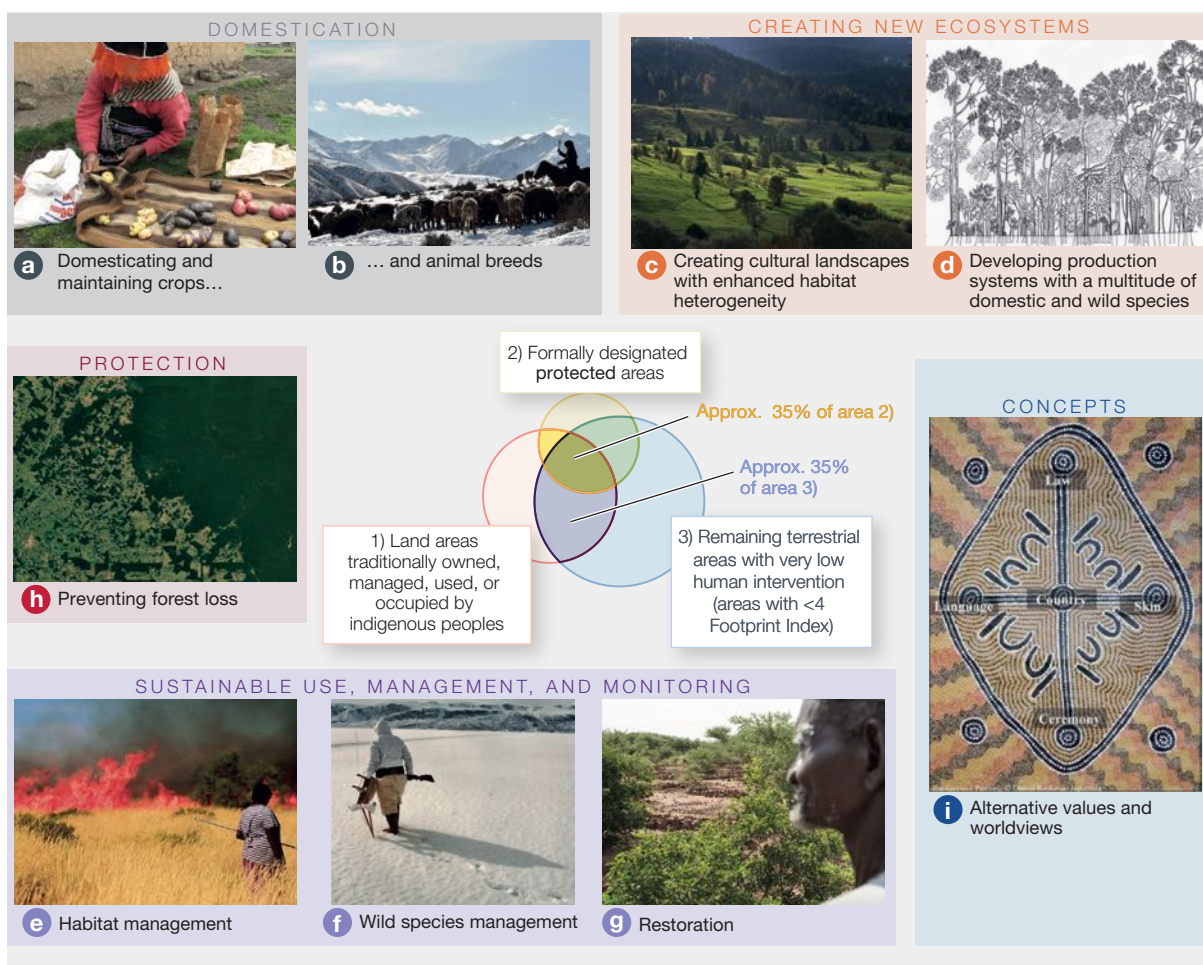 DOMESTICATION
a
Domesticating and
maintaining crops…
b
… and animal breeds
CREATING NEW ECOSYSTEMS
c
Creating cultural landscapes
with enhanced habitat
heterogeneity
d
Developing production
systems with a multitude of
domestic and wild species
PROTECTION
h
Preventing forest loss
2) Formally designated
protected areas
Approx. 35% of area 2)
Approx. 35%
of area 3)
1) Land areas
traditionally owned,
managed, used, or
occupied by
indigenous peoples
3) Remaining terrestrial
areas with very low
human intervention
(areas with <4
Footprint Index)
CONCEPTS
Law
Language
Country
Skin
Ceremony
i
Alternative values and
worldviews
SUSTAINABLE USE, MANAGEMENT, AND MONITORING
e
Habitat management
f
Wild species management
g
Restoration